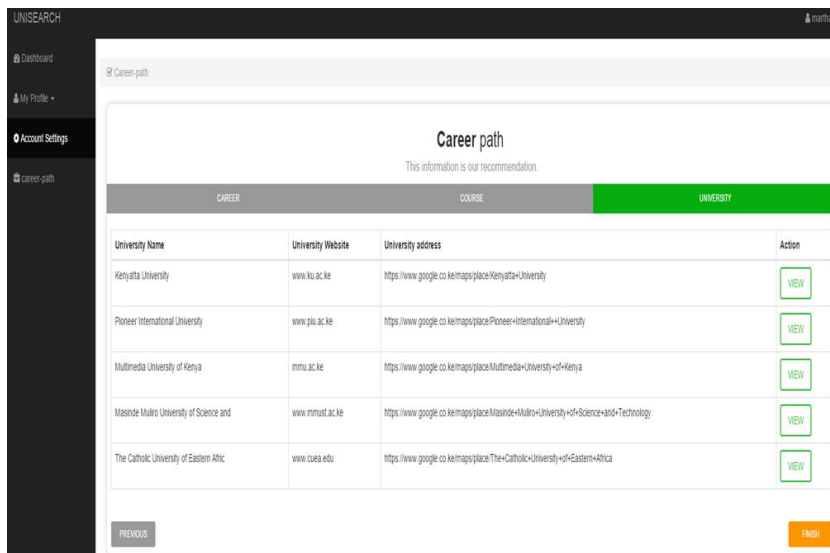 UNISEARCH
martha
Dashboard
My Profile
Account Settings
career-path
Career-path
Career path
This information is our recommendation.
CAREER COURSE UNIVERSITY
University Name University Website University address Action
Kenyatta University www.ku.ac.ke https://www.google.co.ke/maps/place/Kenyatta+University VIEW
Pioneer International University www.piu.ac.ke https://www.google.co.ke/maps/place/Pioneer+International++University VIEW
Multimedia University of Kenya mmu.ac.ke https://www.google.co.ke/maps/place/Multimedia+University+of+Kenya VIEW
Masinde Muliro University of Science and www.mmust.ac.ke https://www.google.co.ke/maps/place/Masinde+Muliro+University+of+Science+and+Technology VIEW
The Catholic University of Eastern Afric www.cuea.edu https://www.google.co.ke/maps/place/The+Catholic+University+of+Eastern+Africa VIEW
PREVIOUS FINISH